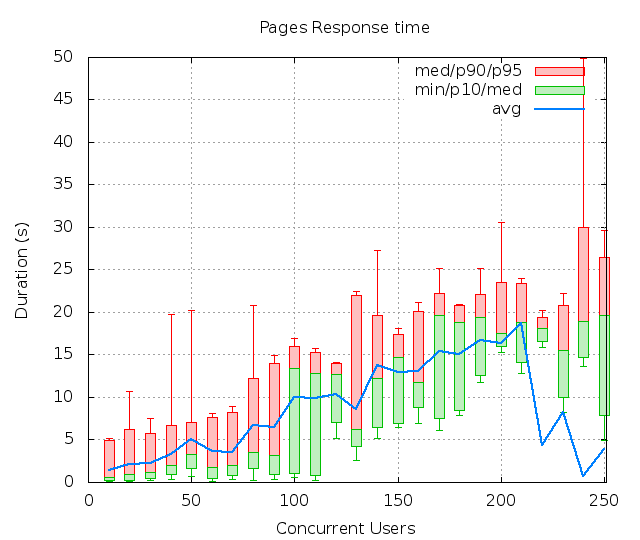 Pages Response time
med/p90/p95
min/p10/med
avg
50
45
40
35
30
25
20
15
10
5
0
Duration (s)
0 50 100 150 200 250
Concurrent Users